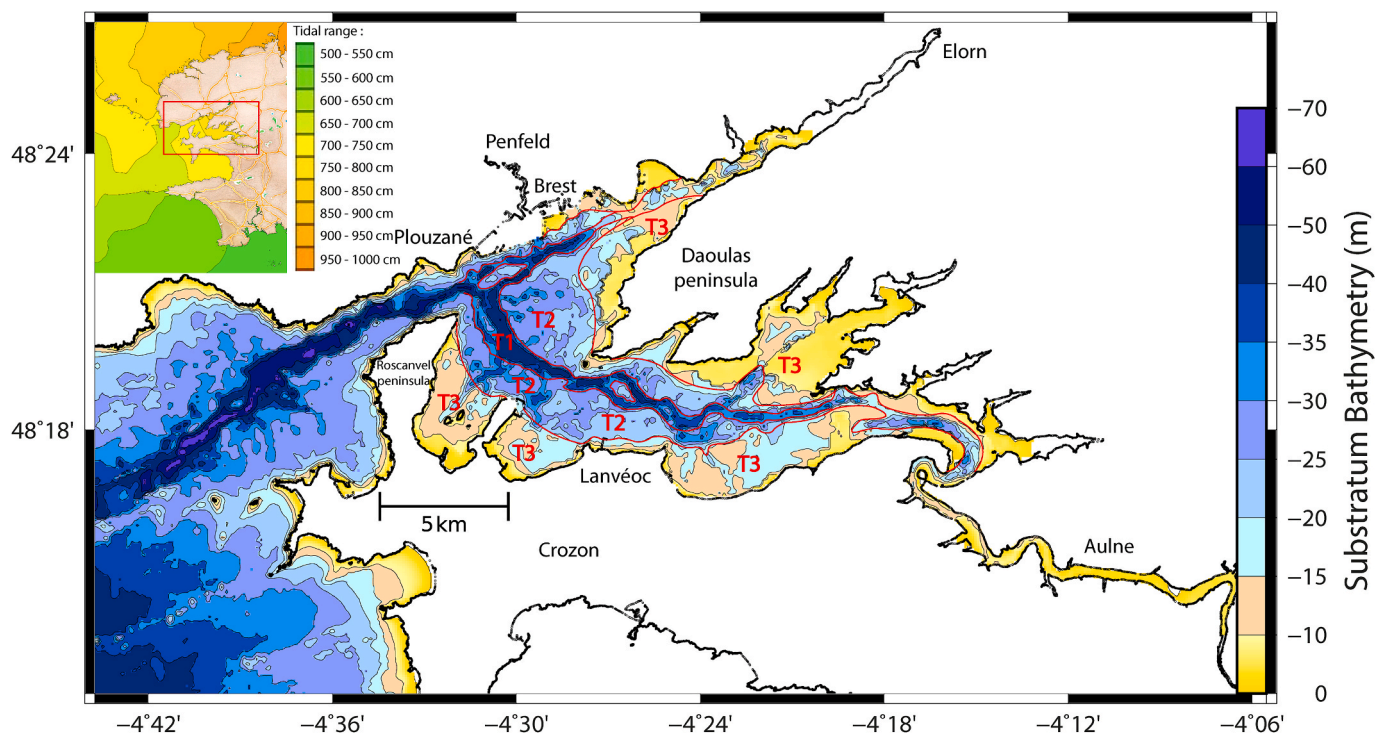 Tidal range :
500 - 550 cm
550 - 600 cm
600 - 650 cm
650 - 700 cm
700 - 750 cm
750 - 800 cm
800 - 850 cm
850 - 900 cm
900 - 950 cm
950 - 1000 cm
Elorn
Penfeld
Brest
Plouzané
T3
Daoulas
peninsula
T2
T1
Roscanvel
peninsula
T2
T3
T3
T2
T3
T3
Lanvéoc
5 km
Crozon
Aulne
48°24'
48°18'
−4°42'
−4°36'
−4°30'
−4°24'
−4°18'
−4°12'
−4°06'
−70
−60
−50
−40
−35
−30
−25
−20
−15
−10
0
Substratum Bathymetry (m)